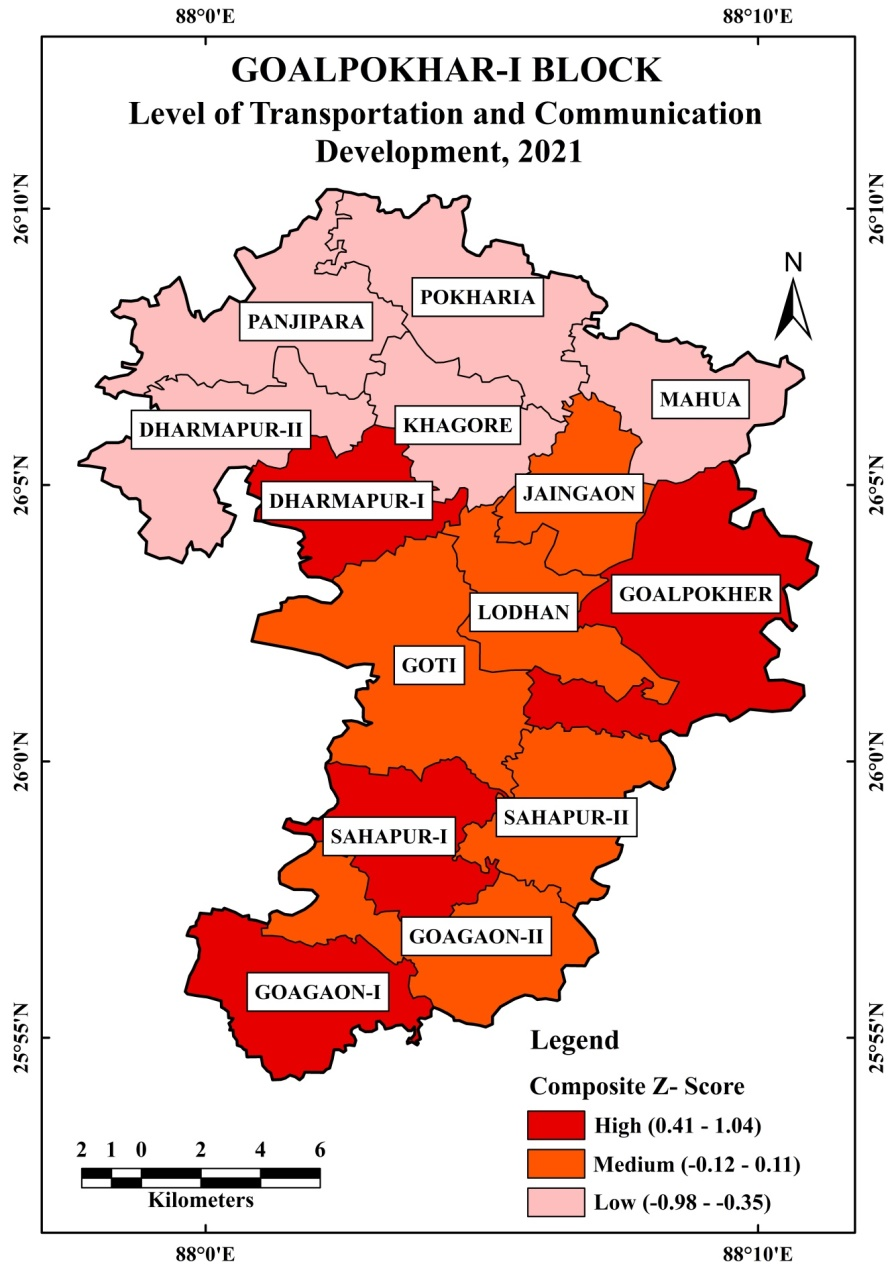 88°0'E
88°10'E
GOALPOKHAR-I BLOCK
Level of Transportation and Communication
Development, 2021
26°10'N
26°10'N
N
POKHARIA
PANJIPARA
MAHUA
KHAGORE
DHARMAPUR-II
26°5'N
26°5'N
JAINGAON
DHARMAPUR-I
GOALPOKHER
LODHAN
GOTI
26°0'N
26°0'N
SAHAPUR-II
SAHAPUR-I
GOAGAON-II
GOAGAON-I
25°55'N
25°55'N
Legend
Composite Z- Score
High (0.41 - 1.04)
Medium (-0.12 - 0.11)
Low (-0.98 - -0.35)
2 1 0 2 4 6
Kilometers
88°0'E
88°10'E